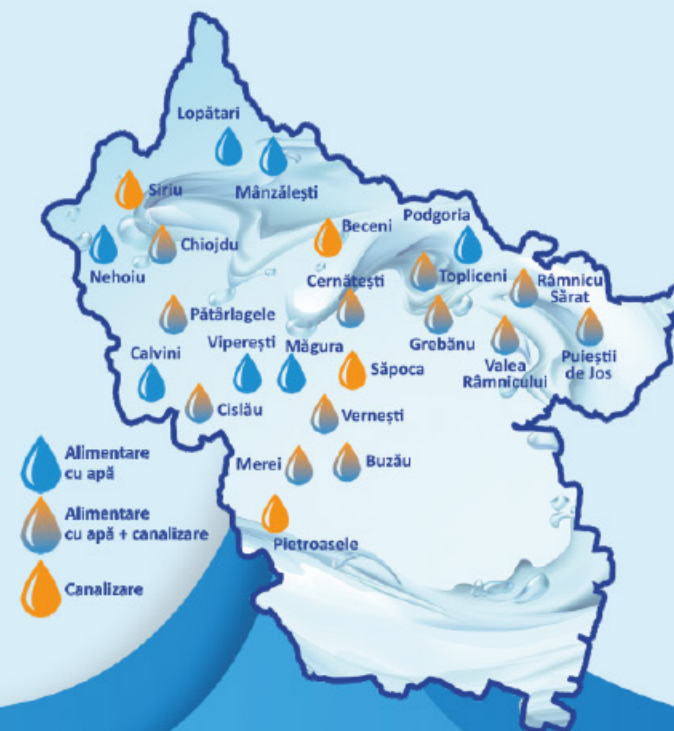 Lopătari
Mânzălești
Siriu
Beceni
Podgoria
Chiojdu
Nehoiu
Topliceni
Râmnicu
Sărat
Cernătești
Pătârlagele
Grebănu
Valea
Râmnicului
Puieștii
de Jos
Viperești
Măgura
Calvini
Săpoca
Cislău
Vernești
Merei
Buzău
Pietroasele
Alimentare
cu apă
Alimentare
cu apă + canalizare
Canalizare